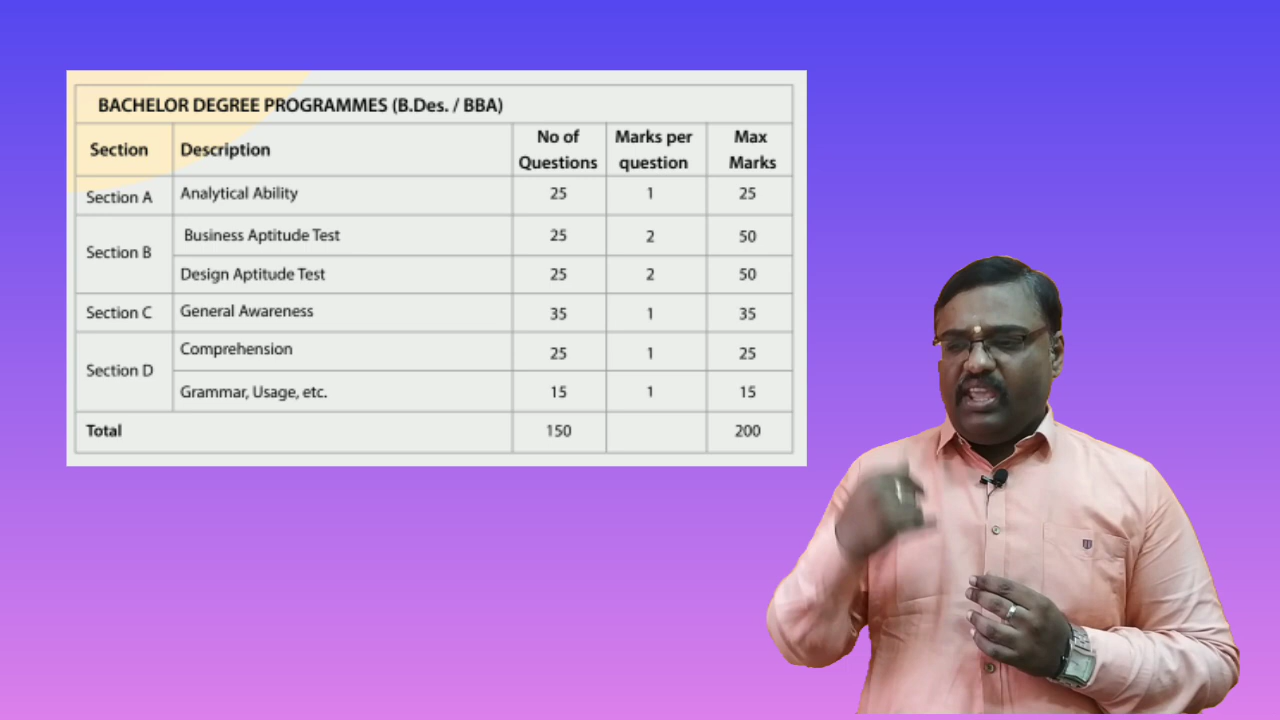 BACHELOR DEGREE PROGRAMMES (B.Des. / BBA)
Section Description No of Questions Marks per question Max Marks
Section A Analytical Ability 25 1 25
Section B Business Aptitude Test 25 2 50
Design Aptitude Test 25 2 50
Section C General Awareness 35 1 35
Section D Comprehension 25 1 25
Grammar, Usage, etc. 15 1 15
Total 150 200